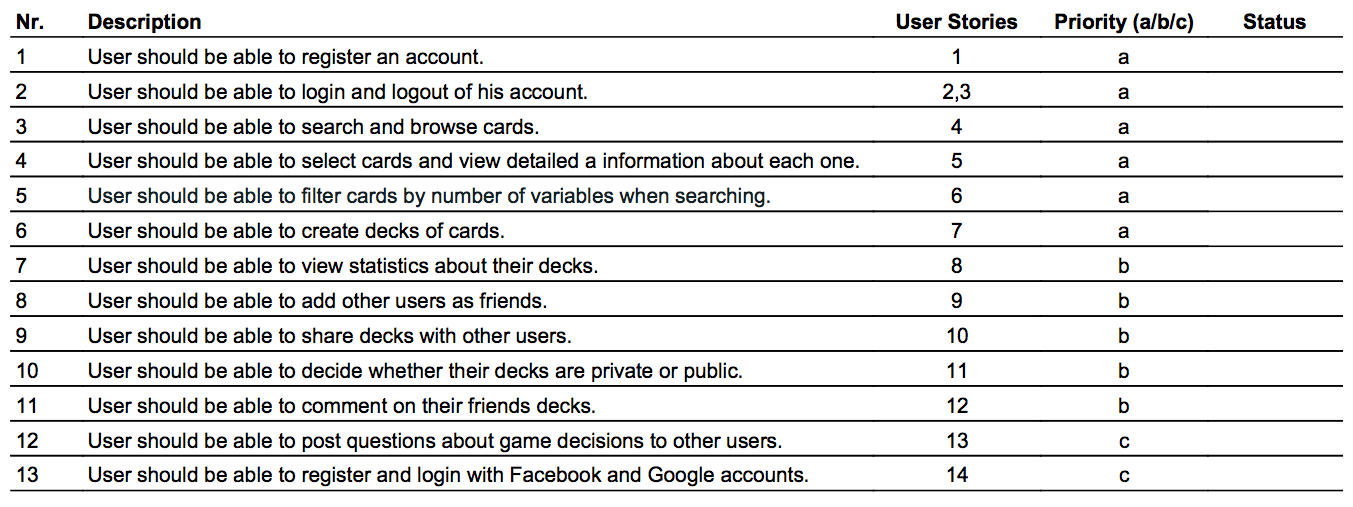 Nr. Description User Stories Priority (a/b/c) Status
1 User should be able to register an account. 1 a
2 User should be able to login and logout of his account. 2,3 a
3 User should be able to search and browse cards. 4 a
4 User should be able to select cards and view detailed a information about each one. 5 a
5 User should be able to filter cards by number of variables when searching. 6 a
6 User should be able to create decks of cards. 7 a
7 User should be able to view statistics about their decks. 8 b
8 User should be able to add other users as friends. 9 b
9 User should be able to share decks with other users. 10 b
10 User should be able to decide whether their decks are private or public. 11 b
11 User should be able to comment on their friends decks. 12 b
12 User should be able to post questions about game decisions to other users. 13 c
13 User should be able to register and login with Facebook and Google accounts. 14 c